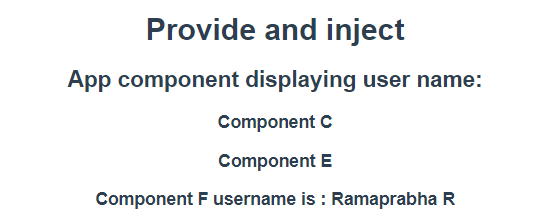 Provide and inject
App component displaying user name:
Component C
Component E
Component F username is : Ramaprabha R